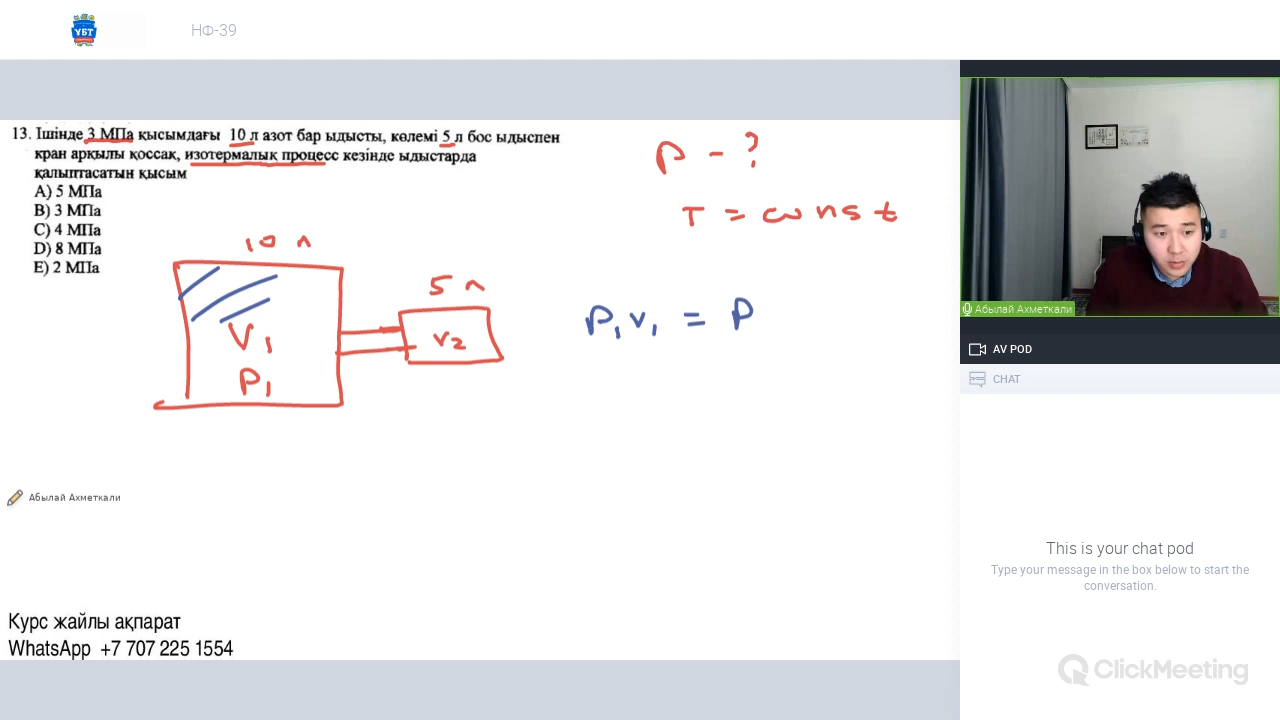 ҰБТ
НФ-39
13. Ішінде 3 МПа қысымдағы 10 л азот бар ыдысты, көлемі 5 л бос ыдыспен
кран арқылы қоссақ, изотермалық процесс кезінде ыдыстарда
қалыптасатын қысым
A) 5 МПа
B) 3 МПа
C) 4 МПа
D) 8 МПа
E) 2 МПа
P - ?
T = const
10 л
5 л
V1
P1
V2
P1 V1 = P
Абылай Ахметкали
Курс жайлы ақпарат
WhatsApp +7 707 225 1554
Абылай Ахметкали
AV POD
CHAT
This is your chat pod
Type your message in the box below to start the
conversation.
ClickMeeting